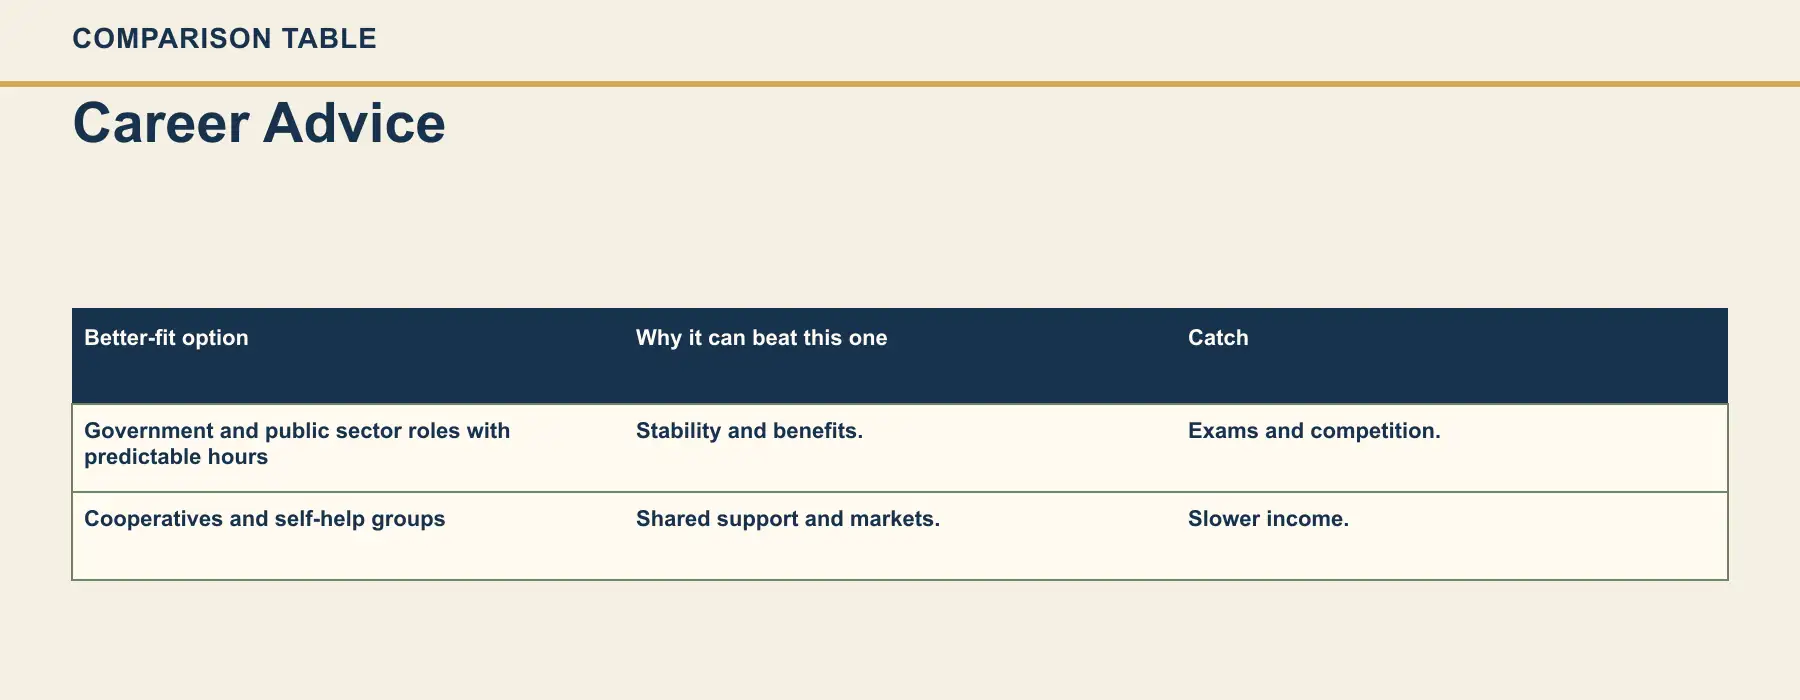 COMPARISON TABLE
Career Advice
Better-fit option
Why it can beat this one
Catch
Government and public sector roles with
predictable hours
Stability and benefits.
Exams and competition.
Cooperatives and self-help groups
Shared support and markets.
Slower income.